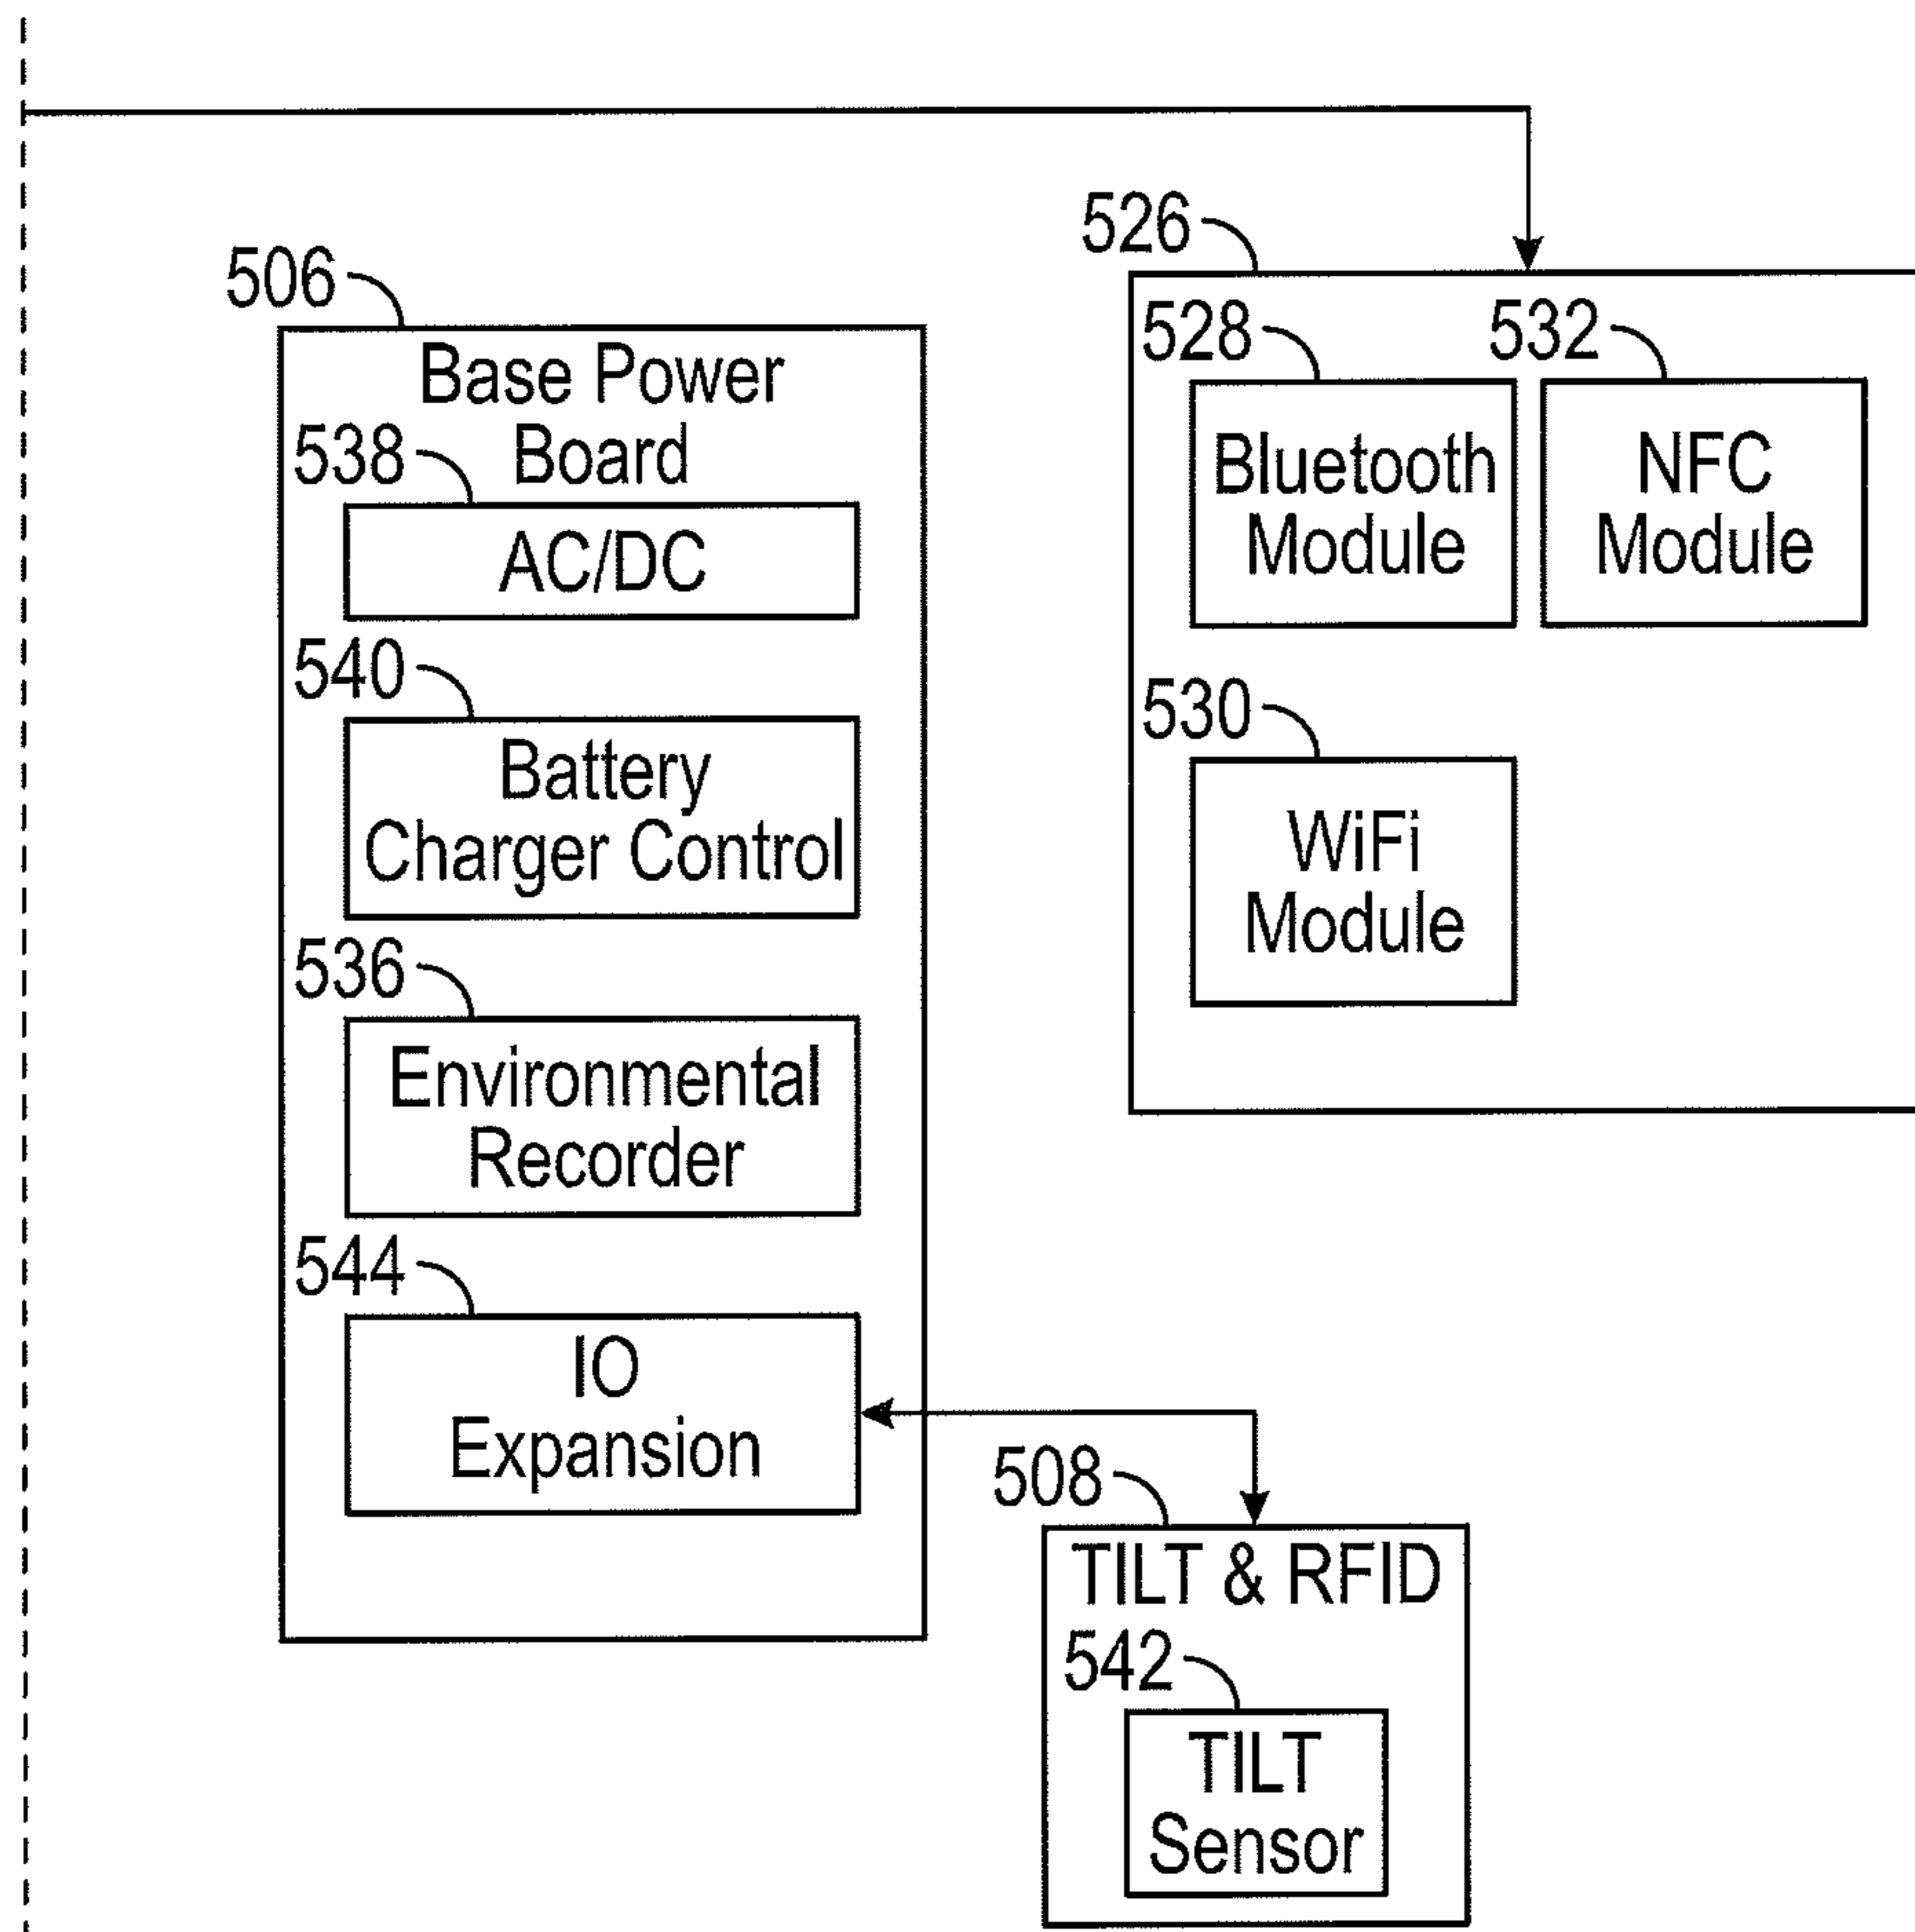 506
Base Power
Board
538
AC/DC
540
Battery
Charger Control
536
Environmental
Recorder
544
IO
Expansion
526
528
Bluetooth
Module
532
NFC
Module
530
WiFi
Module
508
TILT & RFID
542
TILT
Sensor